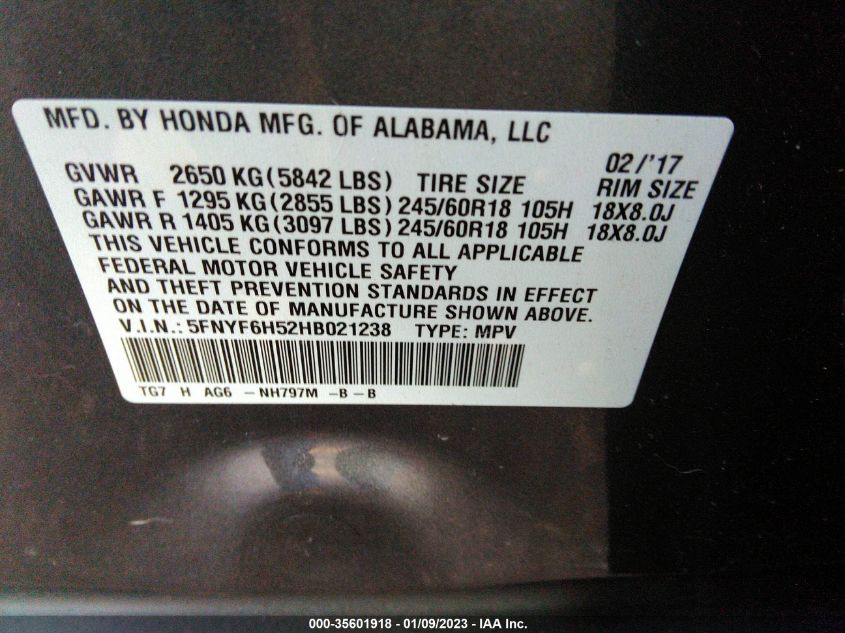 MFD. BY HONDA MFG. OF ALABAMA, LLC
02/'17
GVWR 2650 KG(5842 LBS) TIRE SIZE RIM SIZE
GAWR F 1295 KG(2855 LBS) 245/60R18 105H 18X8.0J
GAWR R 1405 KG(3097 LBS) 245/60R18 105H 18X8.0J
THIS VEHICLE CONFORMS TO ALL APPLICABLE
FEDERAL MOTOR VEHICLE SAFETY
AND THEFT PREVENTION STANDARDS IN EFFECT
ON THE DATE OF MANUFACTURE SHOWN ABOVE.
V.I.N.: 5FNYF6H52HB021238 TYPE: MPV
TG7 H AG6 -NH797M -B-B
000-35601918 - 01/09/2023 - IAA Inc.